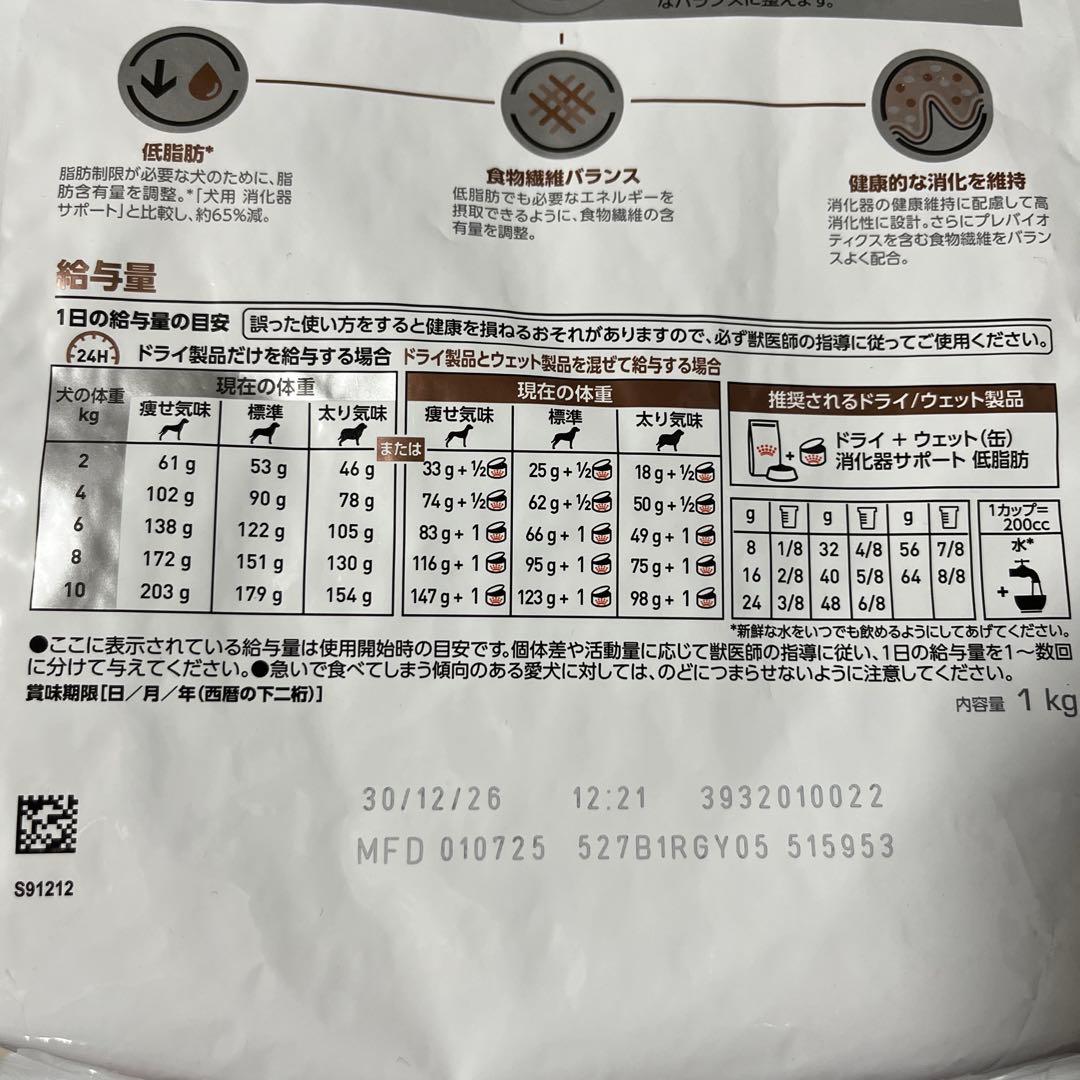 なバランスに整えます。
低脂肪*
脂肪制限が必要な犬のために、脂
肪含有量を調整。*「犬用 消化器
サポート」と比較し、約65%減。
食物繊維バランス
低脂肪でも必要なエネルギーを
摂取できるように、食物繊維の含
有量を調整。
健康的な消化を維持
消化器の健康維持に配慮して高
消化性に設計。さらにプレバイオ
ティクスを含む食物繊維をバラン
スよく配合。
給与量
1日の給与量の目安 誤った使い方をすると健康を損ねるおそれがありますので、必ず獣医師の指導に従ってご使用ください。
24H ドライ製品だけを給与する場合 ドライ製品とウェット製品を混ぜて給与する場合
犬の体重 kg 現在の体重 現在の体重
痩せ気味 標準 太り気味 痩せ気味 標準 太り気味
または
2 61 g 53 g 46 g 33 g + ½ 25 g + ½ 18 g + ½
4 102 g 90 g 78 g 74 g + ½ 62 g + ½ 50 g + ½
6 138 g 122 g 105 g 83 g + 1 66 g + 1 49 g + 1
8 172 g 151 g 130 g 116 g + 1 95 g + 1 75 g + 1
10 203 g 179 g 154 g 147 g + 1 123 g + 1 98 g + 1
推奨されるドライ/ウェット製品
ドライ + ウェット(缶)
消化器サポート 低脂肪
g g g
8 1/8 32 4/8 56 7/8
16 2/8 40 5/8 64 8/8
24 3/8 48 6/8
1カップ=
200cc
水*
+
*新鮮な水をいつでも飲めるようにしてあげてください。
●ここに表示されている給与量は使用開始時の目安です。個体差や活動量に応じて獣医師の指導に従い、1日の給与量を1〜数回
に分けて与えてください。●急いで食べてしまう傾向のある愛犬に対しては、のどにつまらせないように注意してください。
賞味期限[日/月/年(西暦の下二桁)]
内容量 1 kg
30/12/26 12:21 3932010022
MFD 010725 527B1RGY05 515953
S91212